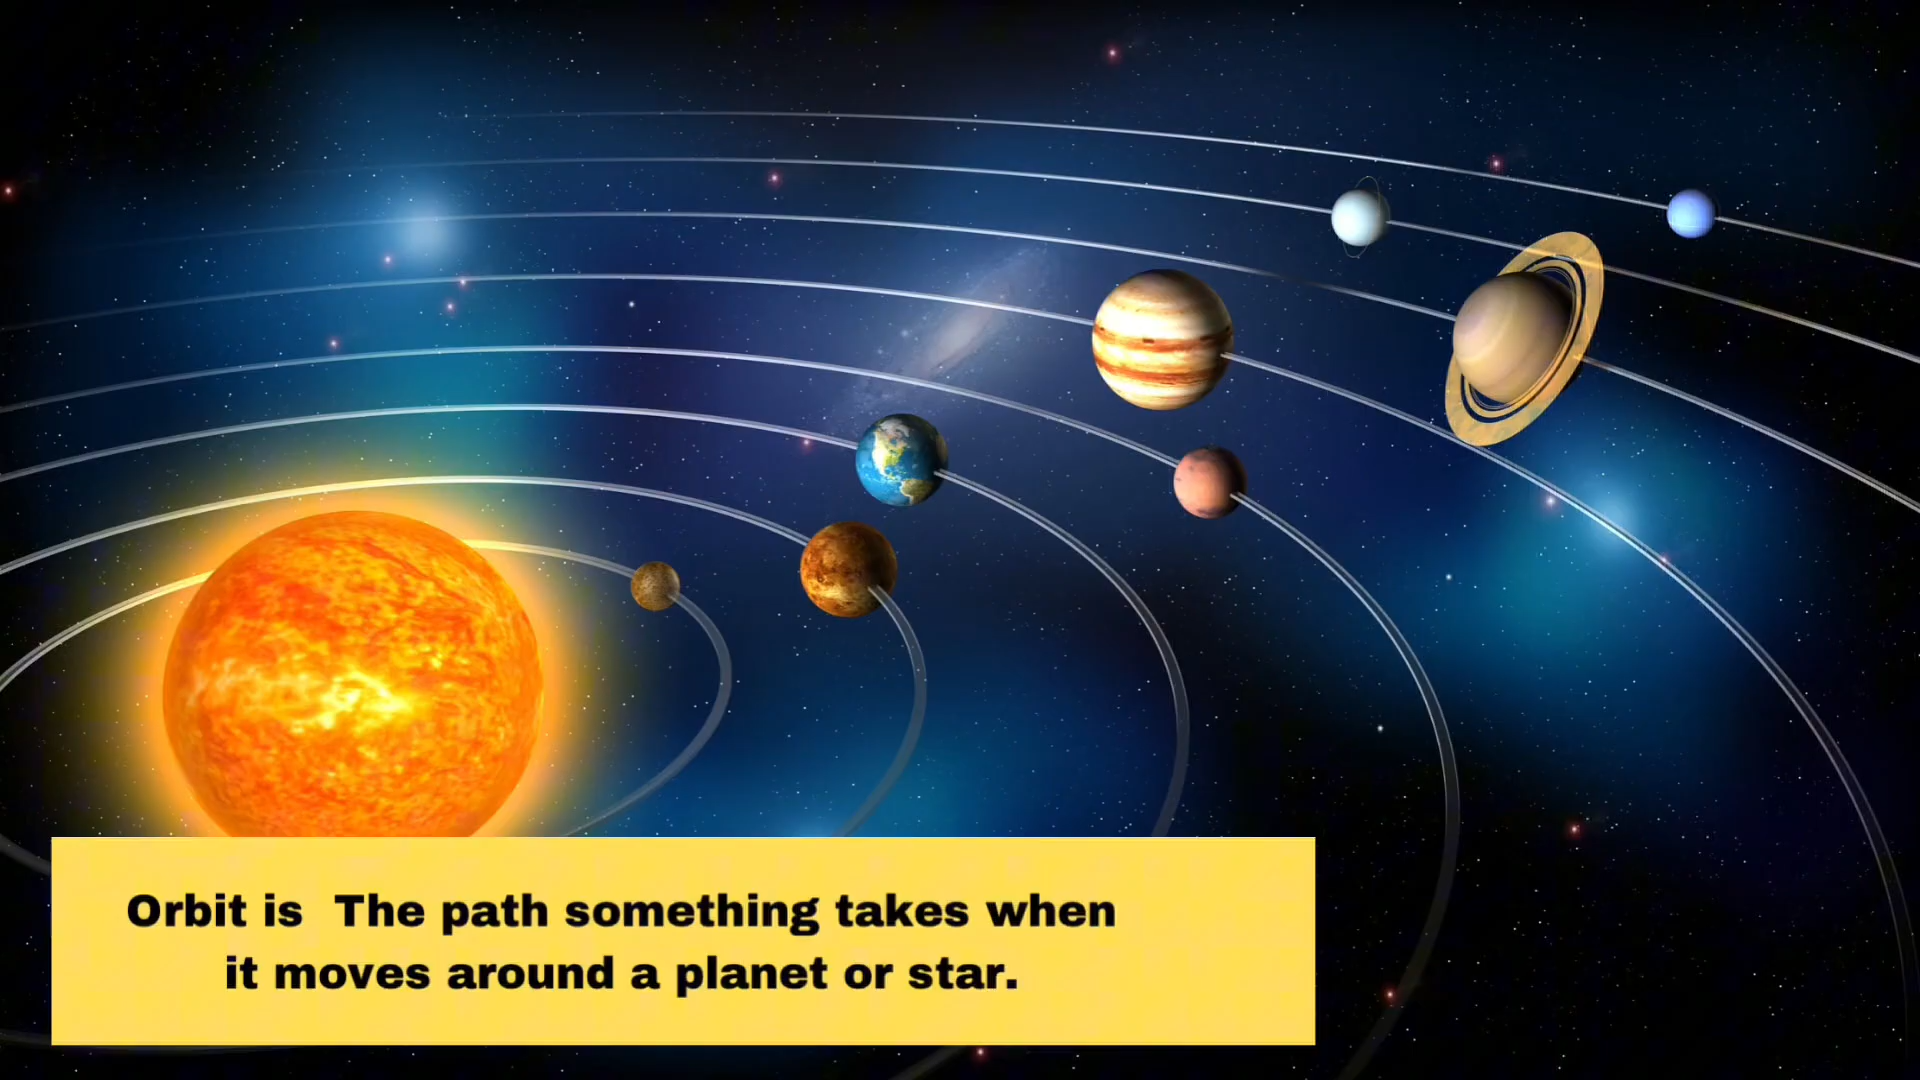 Orbit is  The path something takes when
it moves around a planet or star.